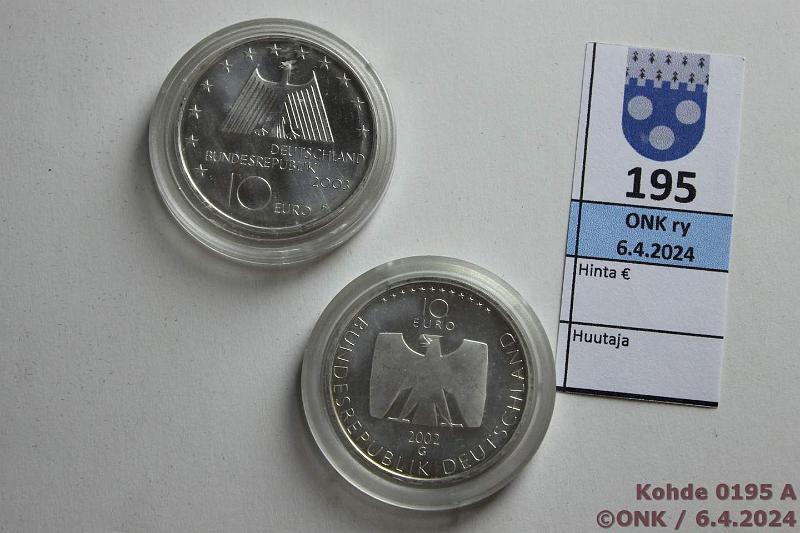 DEUTSCHLAND
BUNDESREPUBLIK
2003
10
EURO
10
EURO
BUNDESREPUBLIK DEUTSCHLAND
2002
G
195
ONK ry
6.4.2024
Hinta €
Huutaja
Kohde 0195 A
©ONK / 6.4.2024